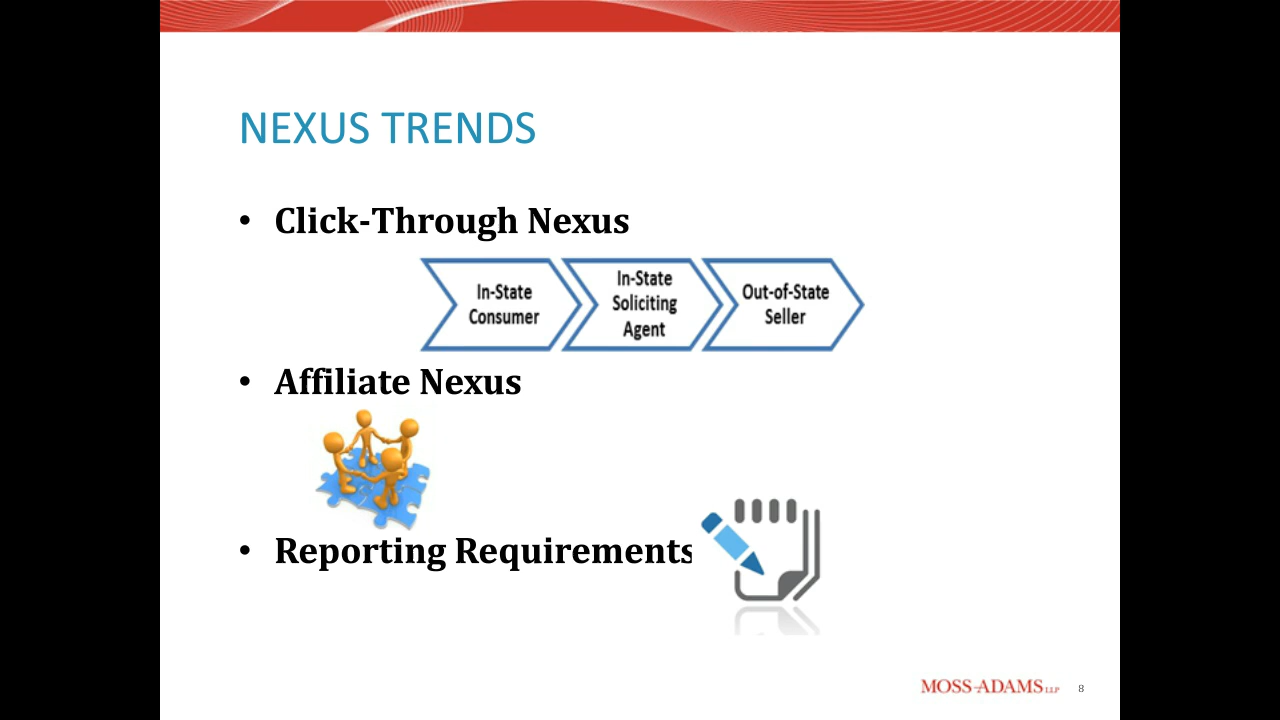 NEXUS TRENDS
• Click-Through Nexus
In-State
Consumer
In-State
Soliciting
Agent
Out-of-State
Seller
• Affiliate Nexus
• Reporting Requirements
MOSS-ADAMS LLP
8